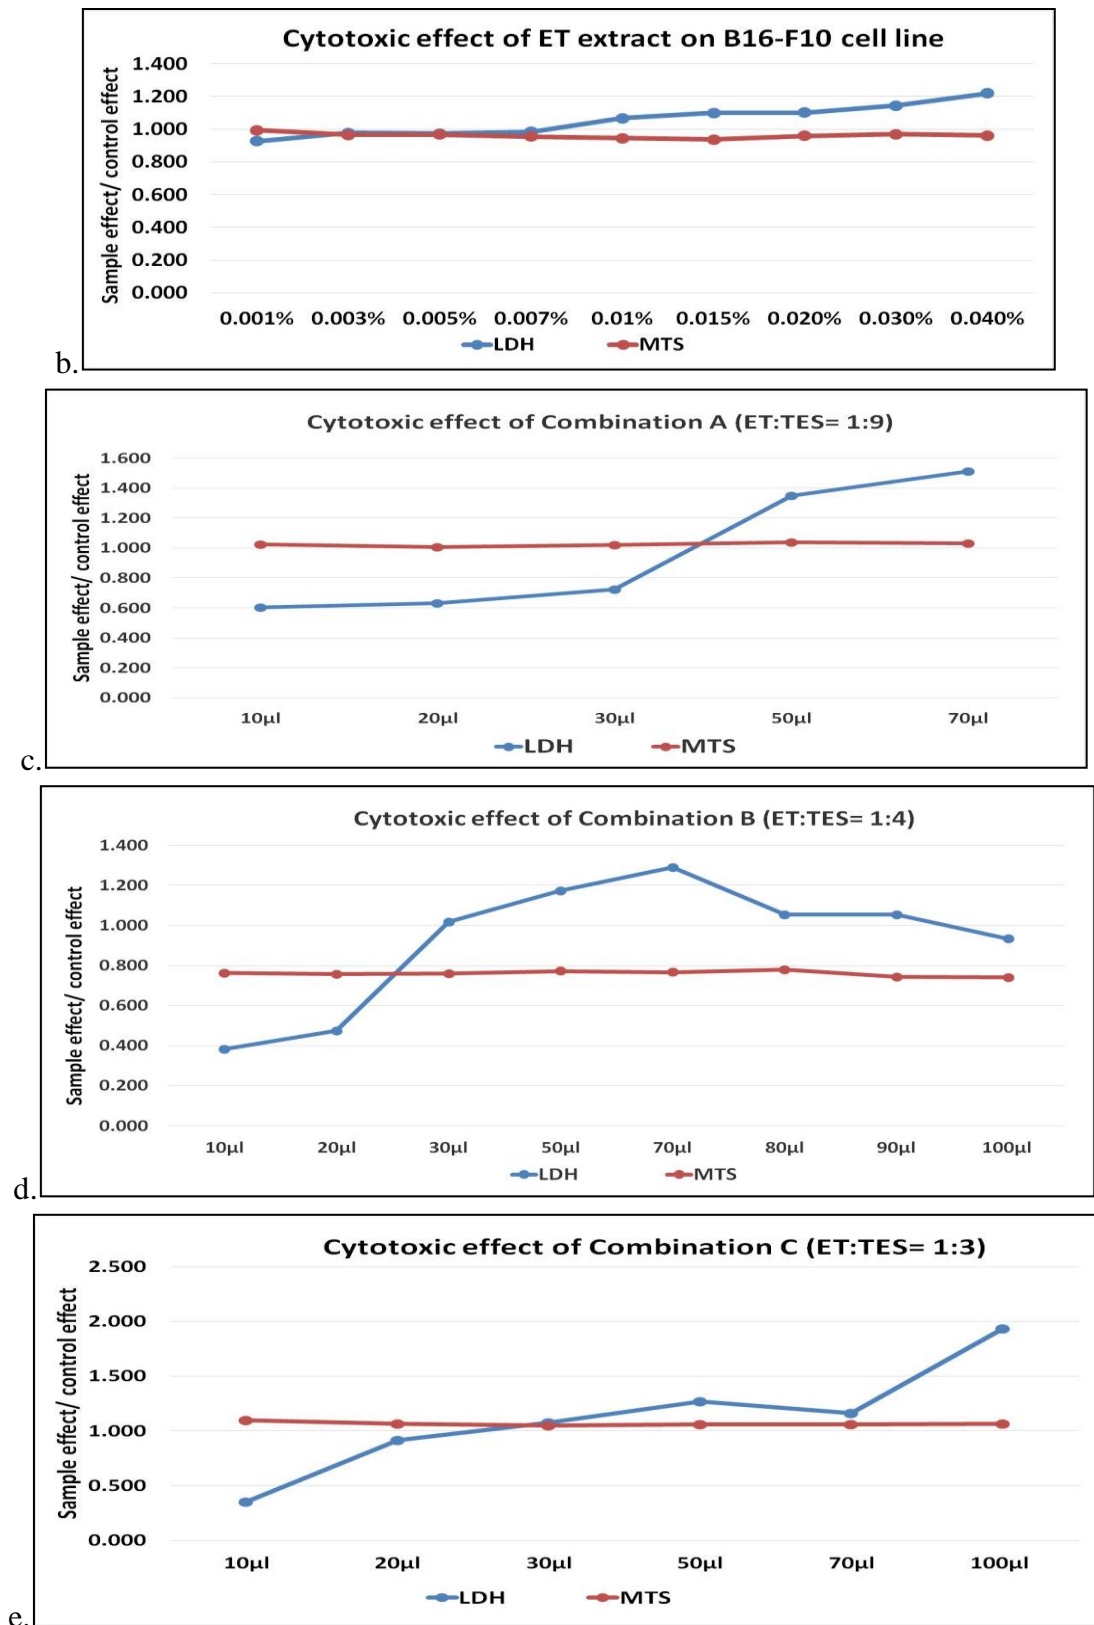 Cytotoxic effect of ET extract on B16-F10 cell line
Sample effect/ control effect
1.400
1.200
1.000
0.800
0.600
0.400
0.200
0.000
0.001% 0.003% 0.005% 0.007% 0.01% 0.015% 0.020% 0.030% 0.040%
LDH MTS
b.
Cytotoxic effect of Combination A (ET:TES= 1:9)
Sample effect/ control effect
1.600
1.400
1.200
1.000
0.800
0.600
0.400
0.200
0.000
10µl 20µl 30µl 50µl 70µl
LDH MTS
c.
Cytotoxic effect of Combination B (ET:TES= 1:4)
Sample effect/ control effect
1.400
1.200
1.000
0.800
0.600
0.400
0.200
0.000
10µl 20µl 30µl 50µl 70µl 80µl 90µl 100µl
LDH MTS
d.
Cytotoxic effect of Combination C (ET:TES= 1:3)
Sample effect/ control effect
2.500
2.000
1.500
1.000
0.500
0.000
10µl 20µl 30µl 50µl 70µl 100µl
LDH MTS
e.